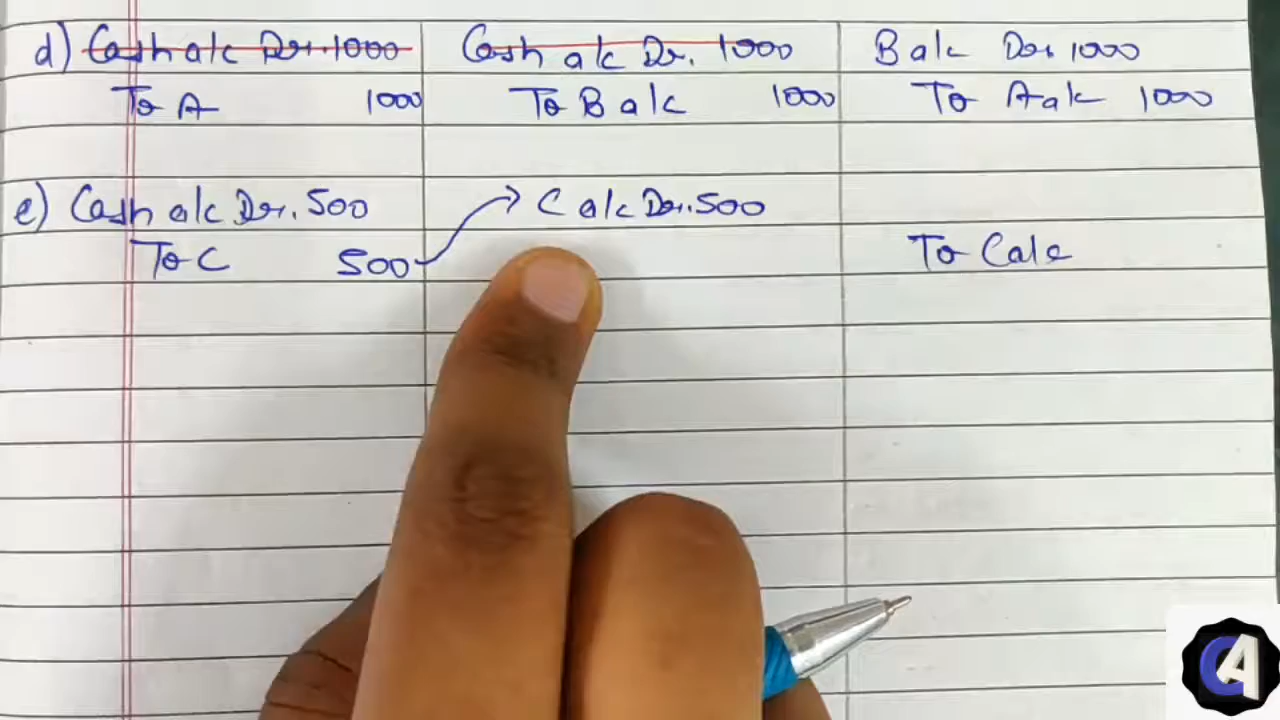 d) Cash a/c Dr. 1000 Cash a/c Dr. 1000 B a/c Dr. 1000
To A 1000 To B a/c 1000 To A a/c 1000
e) Cash a/c Dr. 500 C a/c Dr. 500
To C 500 To C a/c
CA